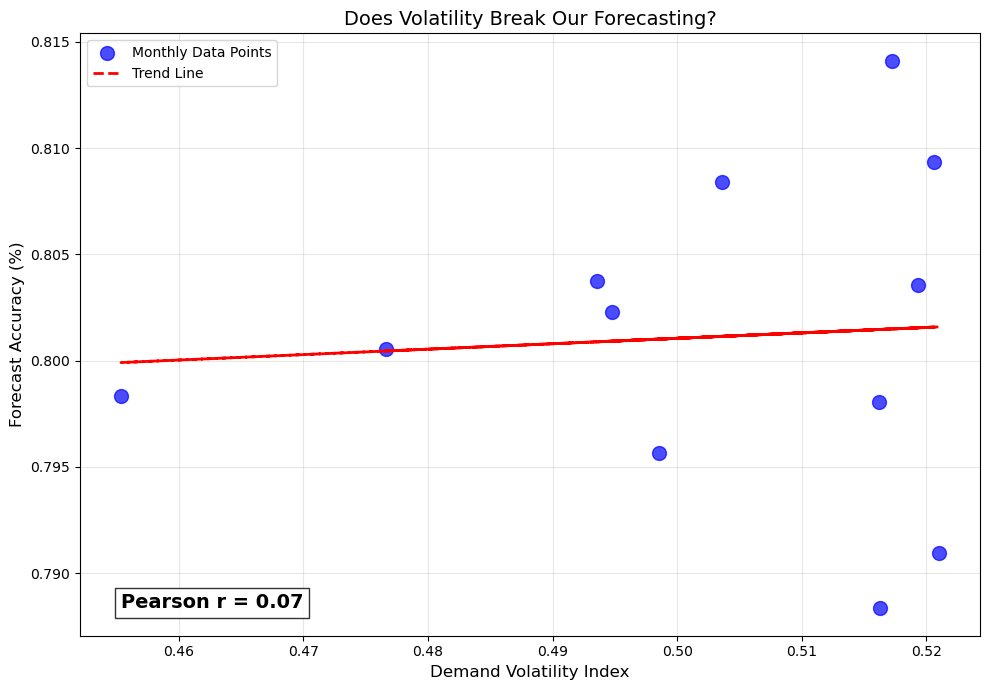 Does Volatility Break Our Forecasting?
Monthly Data Points
Trend Line
Forecast Accuracy (%)
0.815
0.810
0.805
0.800
0.795
0.790
Pearson r = 0.07
0.46 0.47 0.48 0.49 0.50 0.51 0.52
Demand Volatility Index